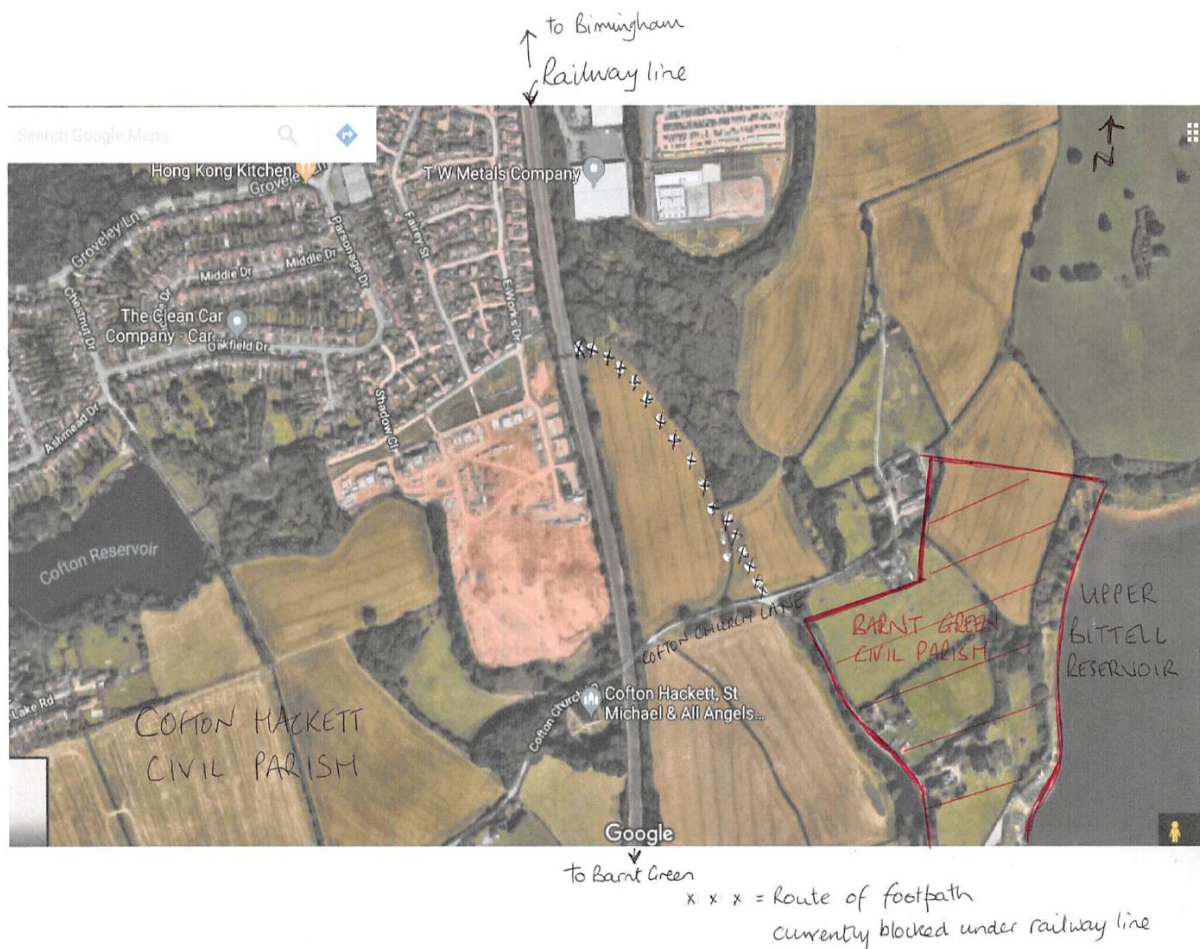 to Birmingham
Railway line
Search Google Maps
N
Hong Kong Kitchen
T W Metals Company
Groveley Ln
Parsonage Dr
Fairey St
Middle Dr
Middle Dr
Chestnut Dr
E Works Dr
The Clean Car
Company - Car...
Oakfield Dr
Shadow Cl
Ashmead Dr
Cofton Reservoir
UPPER
BITTELL
RESERVOIR
COFTON CHURCH LANE
BARNT GREEN
CIVIL PARISH
Lake Rd
COFTON HACKETT
CIVIL PARISH
Cofton Hackett, St
Michael & All Angels...
Cofton Church
Google
to Barnt Green
x x x = Route of footpath
currently blocked under railway line